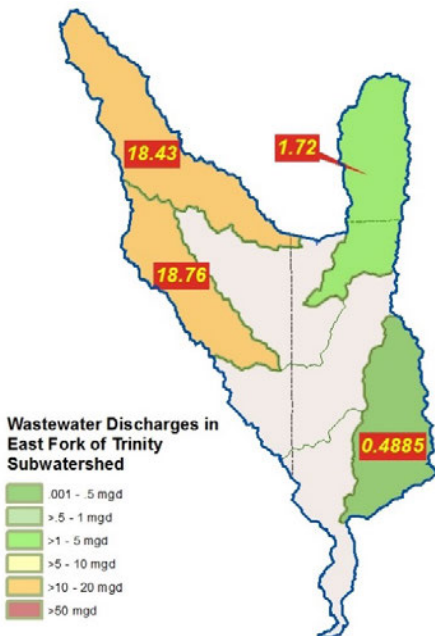 18.43
1.72
18.76
0.4885
Wastewater Discharges in
East Fork of Trinity
Subwatershed
.001 - .5 mgd
>.5 - 1 mgd
>1 - 5 mgd
>5 - 10 mgd
>10 - 20 mgd
>50 mgd